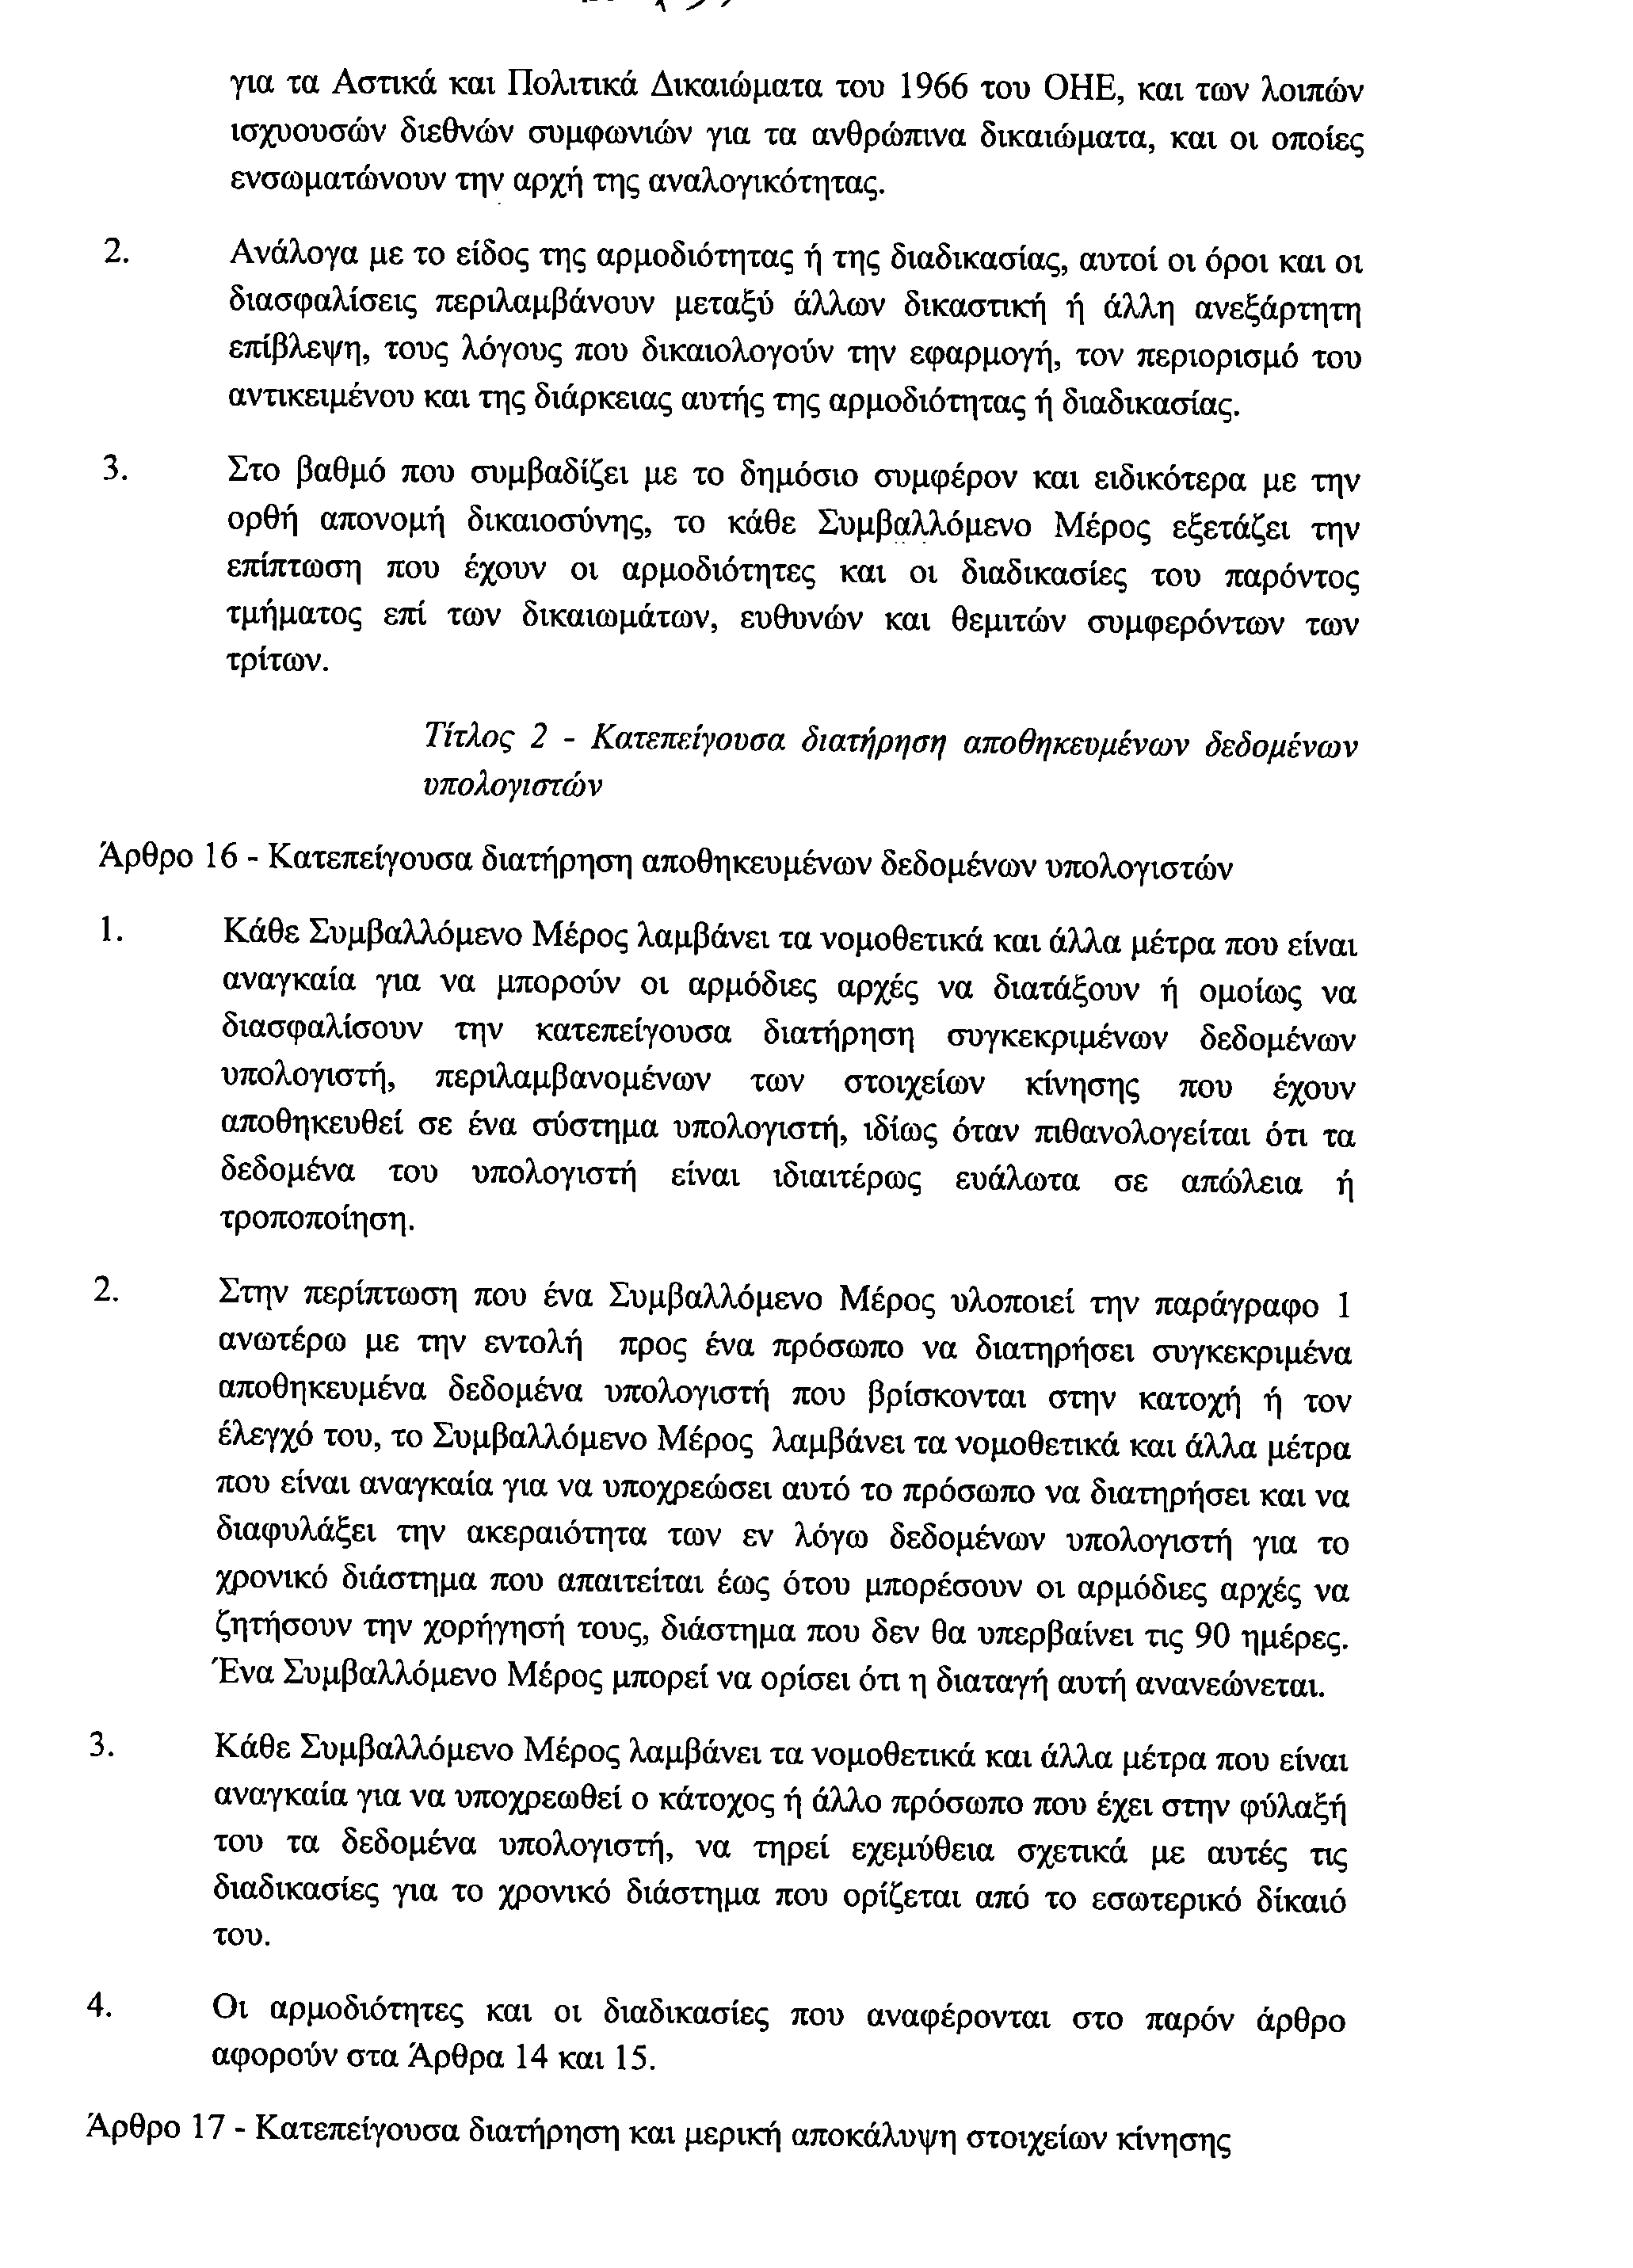 για τα Αστικά και Πολιτικά Δικαιώματα του 1966 του ΟΗΕ, και των λοιπών
ισχυουσών διεθνών συμφωνιών για τα ανθρώπινα δικαιώματα, και οι οποίες
ενσωματώνουν την αρχή της αναλογικότητας.
2. Ανάλογα με το είδος της αρμοδιότητας ή της διαδικασίας, αυτοί οι όροι και οι
διασφαλίσεις περιλαμβάνουν μεταξύ άλλων δικαστική ή άλλη ανεξάρτητη
επίβλεψη, τους λόγους που δικαιολογούν την εφαρμογή, τον περιορισμό του
αντικειμένου και της διάρκειας αυτής της αρμοδιότητας ή διαδικασίας.
3. Στο βαθμό που συμβαδίζει με το δημόσιο συμφέρον και ειδικότερα με την
ορθή απονομή δικαιοσύνης, το κάθε Συμβαλλόμενο Μέρος εξετάζει την
επίπτωση που έχουν οι αρμοδιότητες και οι διαδικασίες του παρόντος
τμήματος επί των δικαιωμάτων, ευθυνών και θεμιτών συμφερόντων των
τρίτων.
Τίτλος 2 - Κατεπείγουσα διατήρηση αποθηκευμένων δεδομένων
υπολογιστών
Άρθρο 16 - Κατεπείγουσα διατήρηση αποθηκευμένων δεδομένων υπολογιστών
1. Κάθε Συμβαλλόμενο Μέρος λαμβάνει τα νομοθετικά και άλλα μέτρα που είναι
αναγκαία για να μπορούν οι αρμόδιες αρχές να διατάξουν ή ομοίως να
διασφαλίσουν την κατεπείγουσα διατήρηση συγκεκριμένων δεδομένων
υπολογιστή, περιλαμβανομένων των στοιχείων κίνησης που έχουν
αποθηκευθεί σε ένα σύστημα υπολογιστή, ιδίως όταν πιθανολογείται ότι τα
δεδομένα του υπολογιστή είναι ιδιαιτέρως ευάλωτα σε απώλεια ή
τροποποίηση.
2. Στην περίπτωση που ένα Συμβαλλόμενο Μέρος υλοποιεί την παράγραφο 1
ανωτέρω με την εντολή προς ένα πρόσωπο να διατηρήσει συγκεκριμένα
αποθηκευμένα δεδομένα υπολογιστή που βρίσκονται στην κατοχή ή τον
έλεγχό του, το Συμβαλλόμενο Μέρος λαμβάνει τα νομοθετικά και άλλα μέτρα
που είναι αναγκαία για να υποχρεώσει αυτό το πρόσωπο να διατηρήσει και να
διαφυλάξει την ακεραιότητα των εν λόγω δεδομένων υπολογιστή για το
χρονικό διάστημα που απαιτείται έως ότου μπορέσουν οι αρμόδιες αρχές να
ζητήσουν την χορήγησή τους, διάστημα που δεν θα υπερβαίνει τις 90 ημέρες.
Ένα Συμβαλλόμενο Μέρος μπορεί να ορίσει ότι η διαταγή αυτή ανανεώνεται.
3. Κάθε Συμβαλλόμενο Μέρος λαμβάνει τα νομοθετικά και άλλα μέτρα που είναι
αναγκαία για να υποχρεωθεί ο κάτοχος ή άλλο πρόσωπο που έχει στην φύλαξή
του τα δεδομένα υπολογιστή, να τηρεί εχεμύθεια σχετικά με αυτές τις
διαδικασίες για το χρονικό διάστημα που ορίζεται από το εσωτερικό δίκαιό
του.
4. Οι αρμοδιότητες και οι διαδικασίες που αναφέρονται στο παρόν άρθρο
αφορούν στα Άρθρα 14 και 15.
Άρθρο 17 - Κατεπείγουσα διατήρηση και μερική αποκάλυψη στοιχείων κίνησης